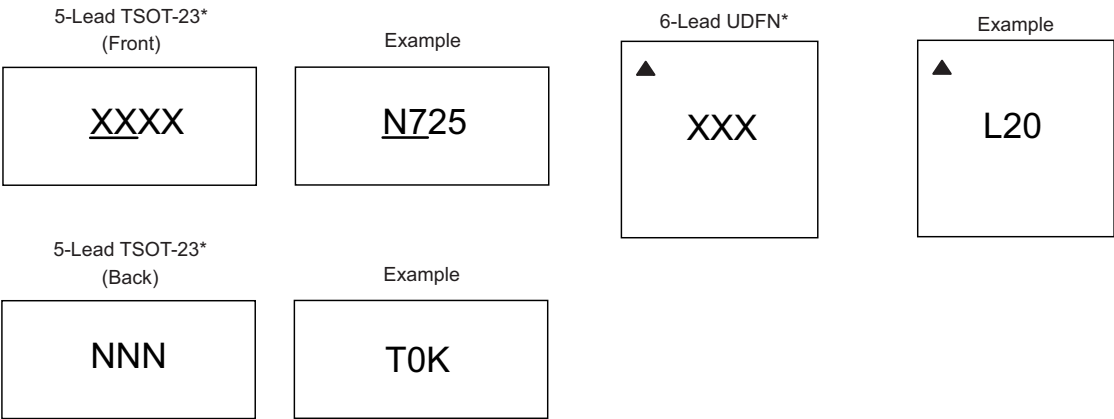 5-Lead TSOT-23*
(Front)
Example
XXXX
N725
6-Lead UDFN*
Example
XXX
L20
5-Lead TSOT-23*
(Back)
Example
NNN
T0K